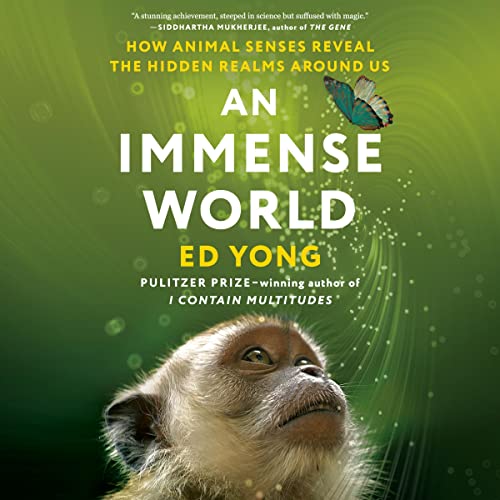 "A stunning achievement, steeped in science but suffused with magic."
—SIDDHARTHA MUKHERJEE, author of THE GENE
HOW ANIMAL SENSES REVEAL
THE HIDDEN REALMS AROUND US
AN
IMMENSE
WORLD
ED YONG
PULITZER PRIZE–winning author of
I CONTAIN MULTITUDES